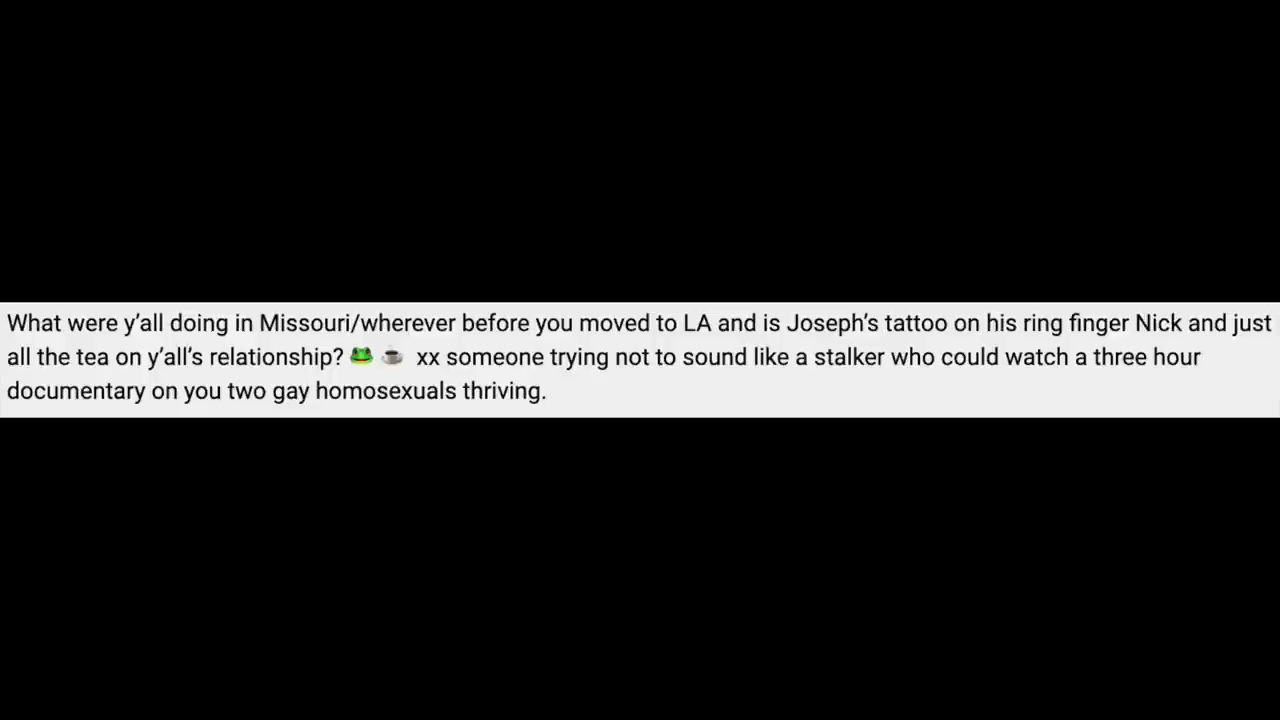 What were y’all doing in Missouri/wherever before you moved to LA and is Joseph’s tattoo on his ring finger Nick and just
all the tea on y’all’s relationship? 🐸☕ xx someone trying not to sound like a stalker who could watch a three hour
documentary on you two gay homosexuals thriving.